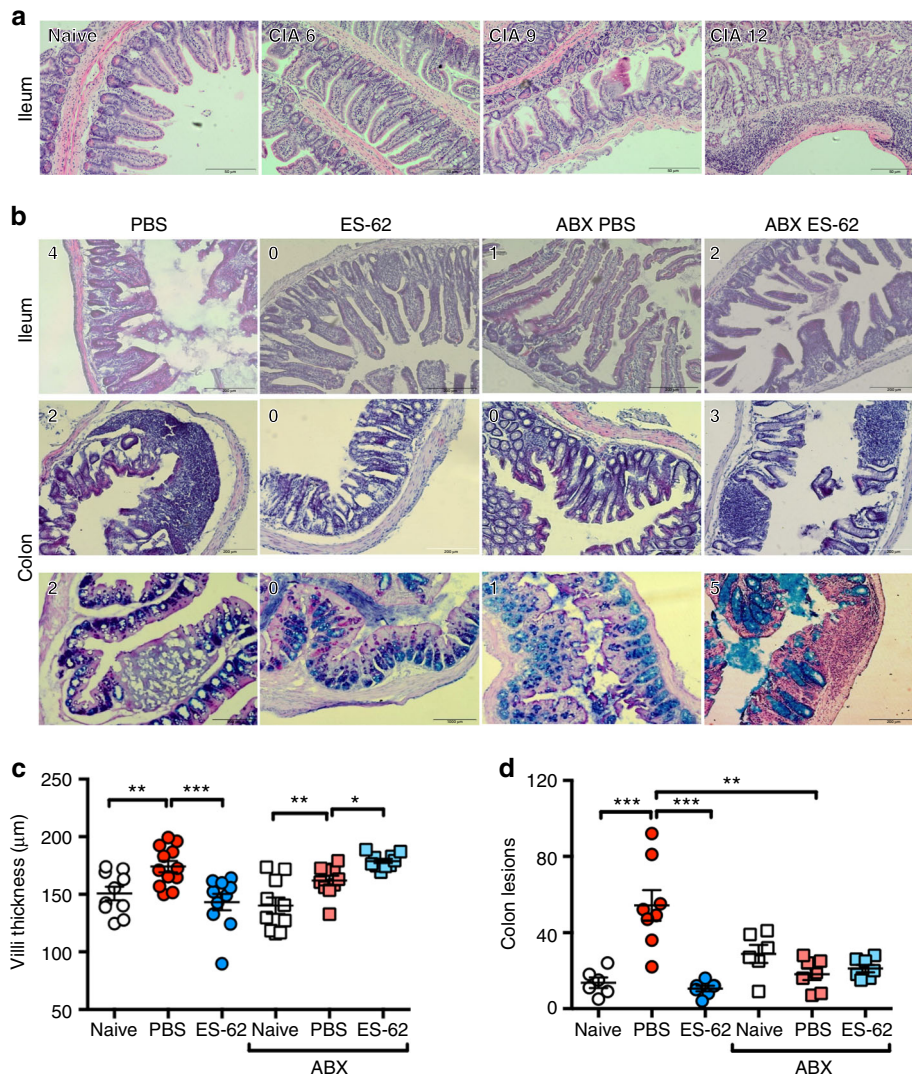 a
Naive CIA 6 CIA 9 CIA 12
Ileum
b
PBS ES-62 ABX PBS ABX ES-62
4 0 1 2
Ileum
2 0 0 3
Colon
2 0 1 5
c
250
200
150
100
50
Villi thickness (μm)
** *** ** *
Naive PBS ES-62 Naive PBS ES-62
ABX
d
120
80
40
0
Colon lesions
**
*** ***
Naive PBS ES-62 Naive PBS ES-62
ABX